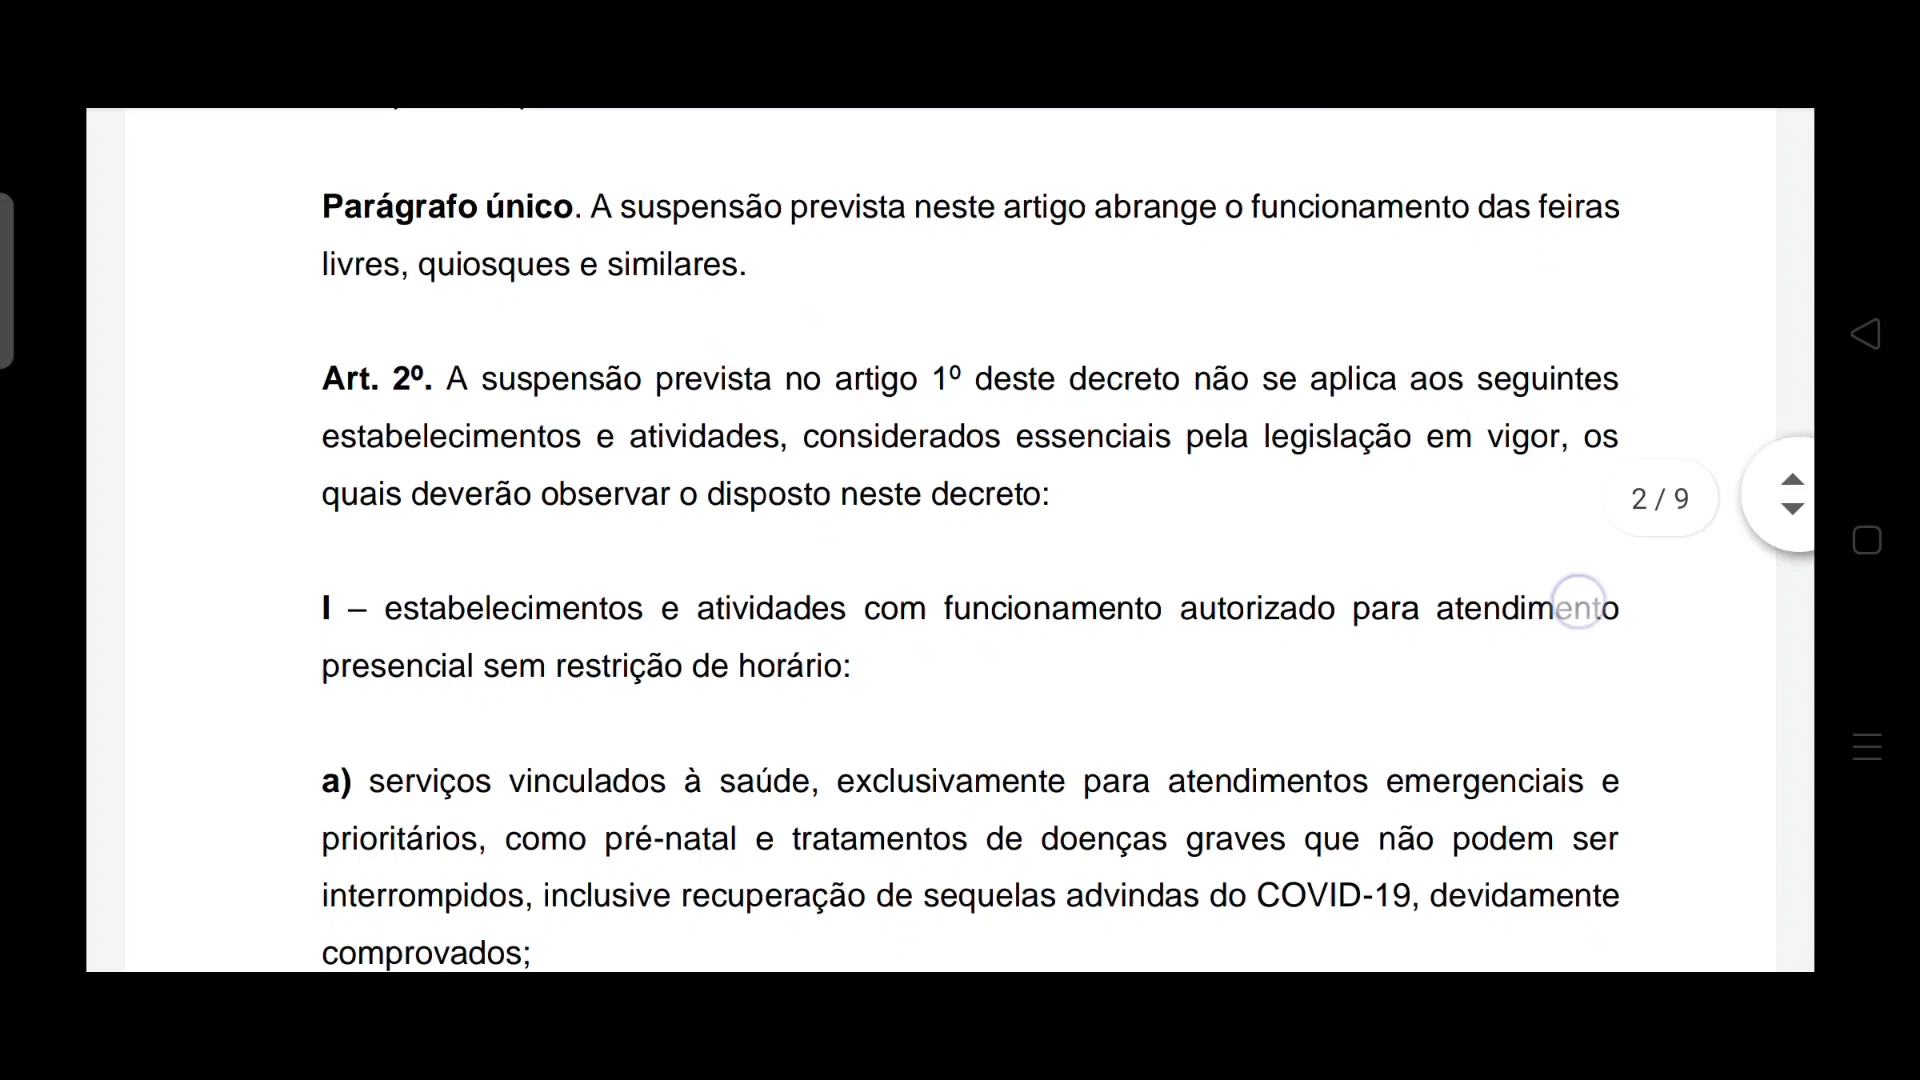 Parágrafo único. A suspensão prevista neste artigo abrange o funcionamento das feiras
livres, quiosques e similares.
Art. 2º. A suspensão prevista no artigo 1º deste decreto não se aplica aos seguintes
estabelecimentos e atividades, considerados essenciais pela legislação em vigor, os
quais deverão observar o disposto neste decreto:
2 / 9
I – estabelecimentos e atividades com funcionamento autorizado para atendimento
presencial sem restrição de horário:
a) serviços vinculados à saúde, exclusivamente para atendimentos emergenciais e
prioritários, como pré-natal e tratamentos de doenças graves que não podem ser
interrompidos, inclusive recuperação de sequelas advindas do COVID-19, devidamente
comprovados;